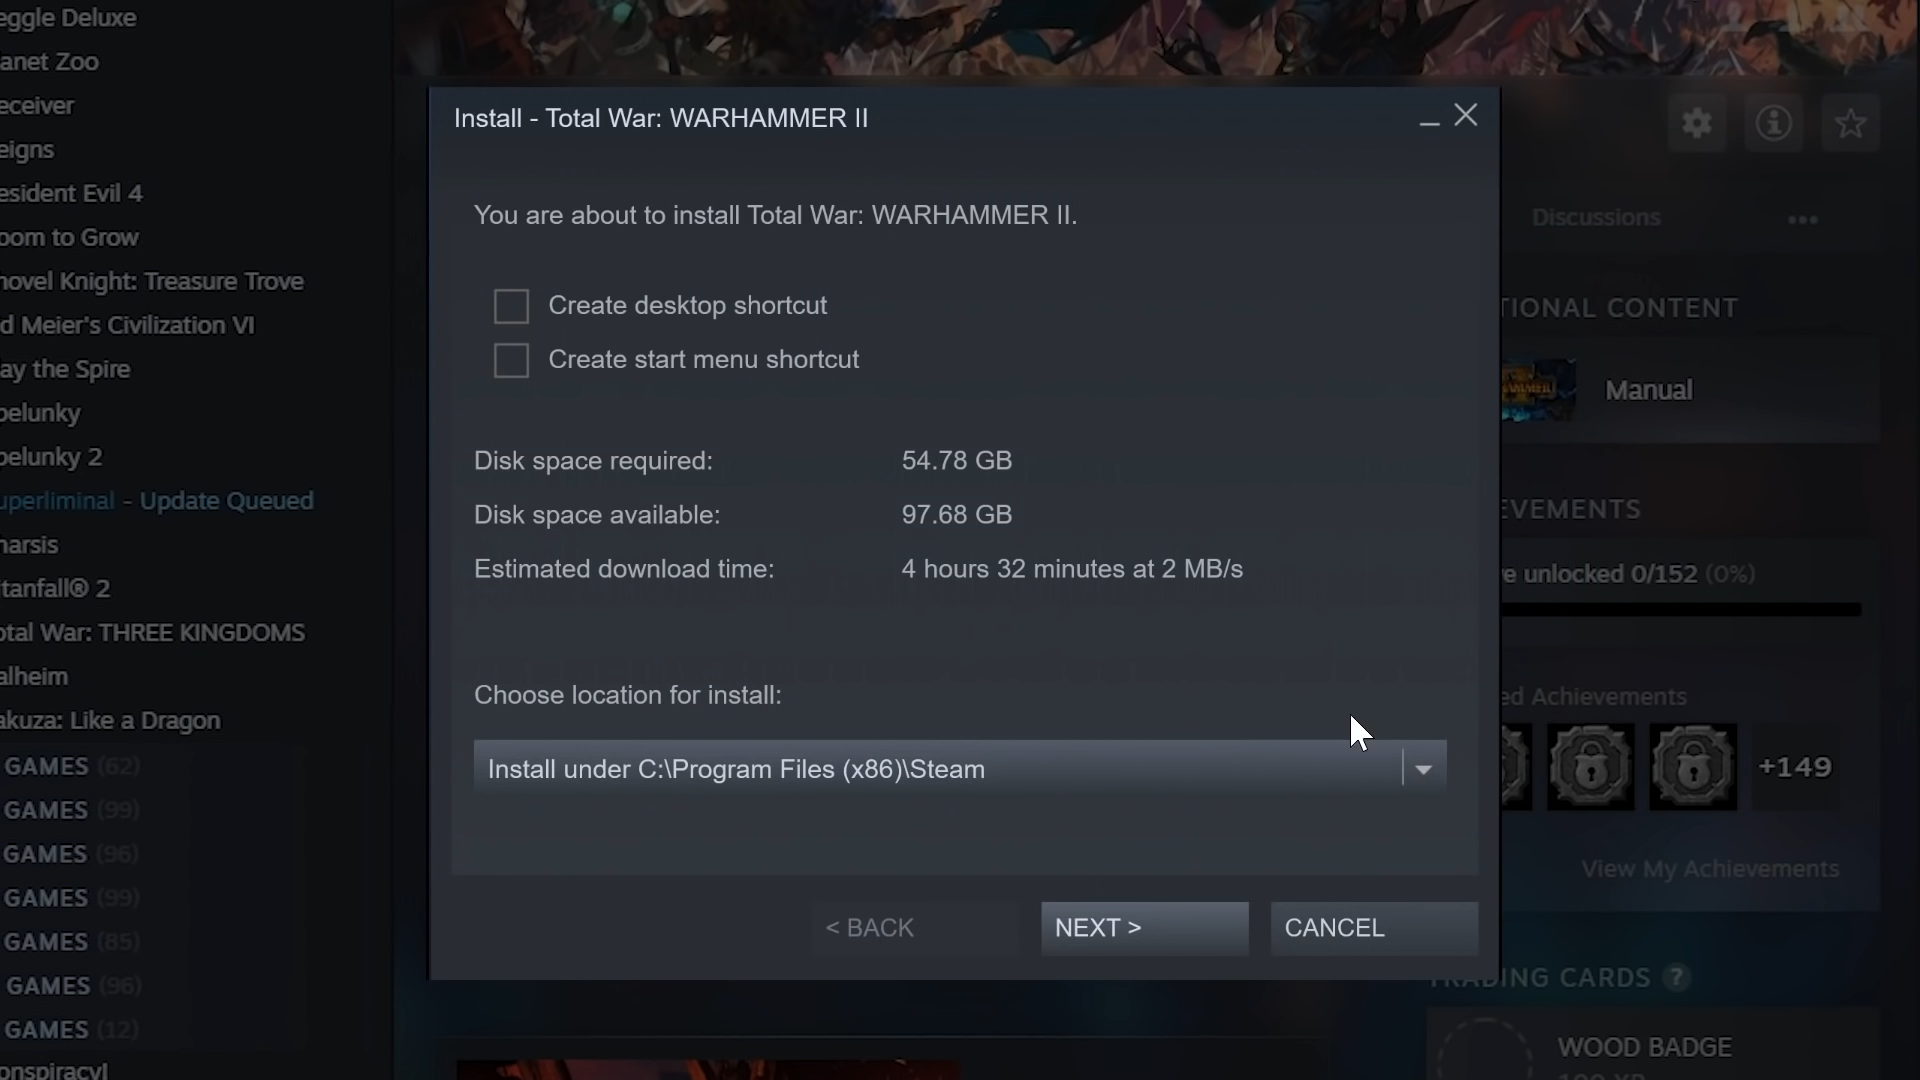 eggle Deluxe
anet Zoo
eceiver
eigns
esident Evil 4
oom to Grow
hovel Knight: Treasure Trove
d Meier's Civilization VI
ay the Spire
pelunky
pelunky 2
uperliminal - Update Queued
harsis
tanfall® 2
otal War: THREE KINGDOMS
alheim
akuza: Like a Dragon
GAMES (62)
GAMES (99)
GAMES (96)
GAMES (99)
GAMES (85)
GAMES (96)
GAMES (12)
onspiracy!
Install - Total War: WARHAMMER II
You are about to install Total War: WARHAMMER II.
Create desktop shortcut
Create start menu shortcut
Disk space required: 54.78 GB
Disk space available: 97.68 GB
Estimated download time: 4 hours 32 minutes at 2 MB/s
Choose location for install:
Install under C:\Program Files (x86)\Steam
< BACK NEXT > CANCEL
Discussions
TIONAL CONTENT
Manual
EVEMENTS
e unlocked 0/152 (0%)
ed Achievements
+149
View My Achievements
TRADING CARDS ?
WOOD BADGE
100 XP